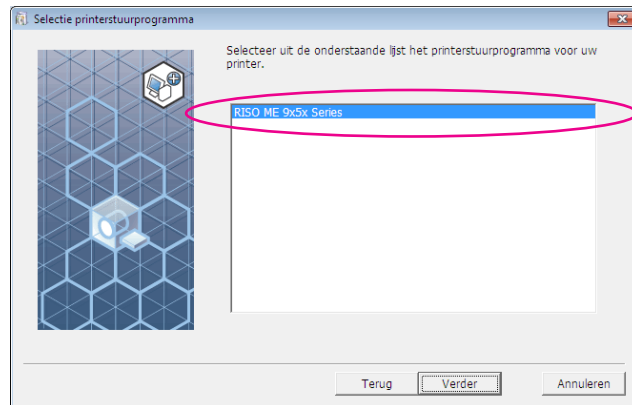 Selectie printerstuurprogramma
Selecteer uit de onderstaande lijst het printerstuurprogramma voor uw
printer.
RISO ME 9x5x Series
Terug
Verder
Annuleren